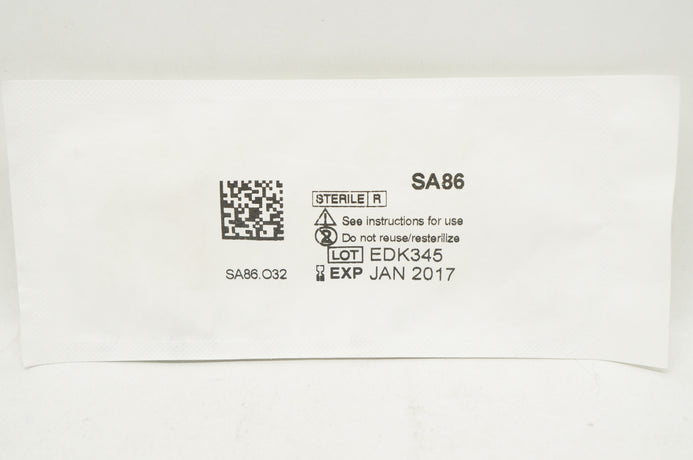 SA86
STERILE R
See instructions for use
Do not reuse/resterilize
LOT EDK345
EXP JAN 2017
SA86.O32